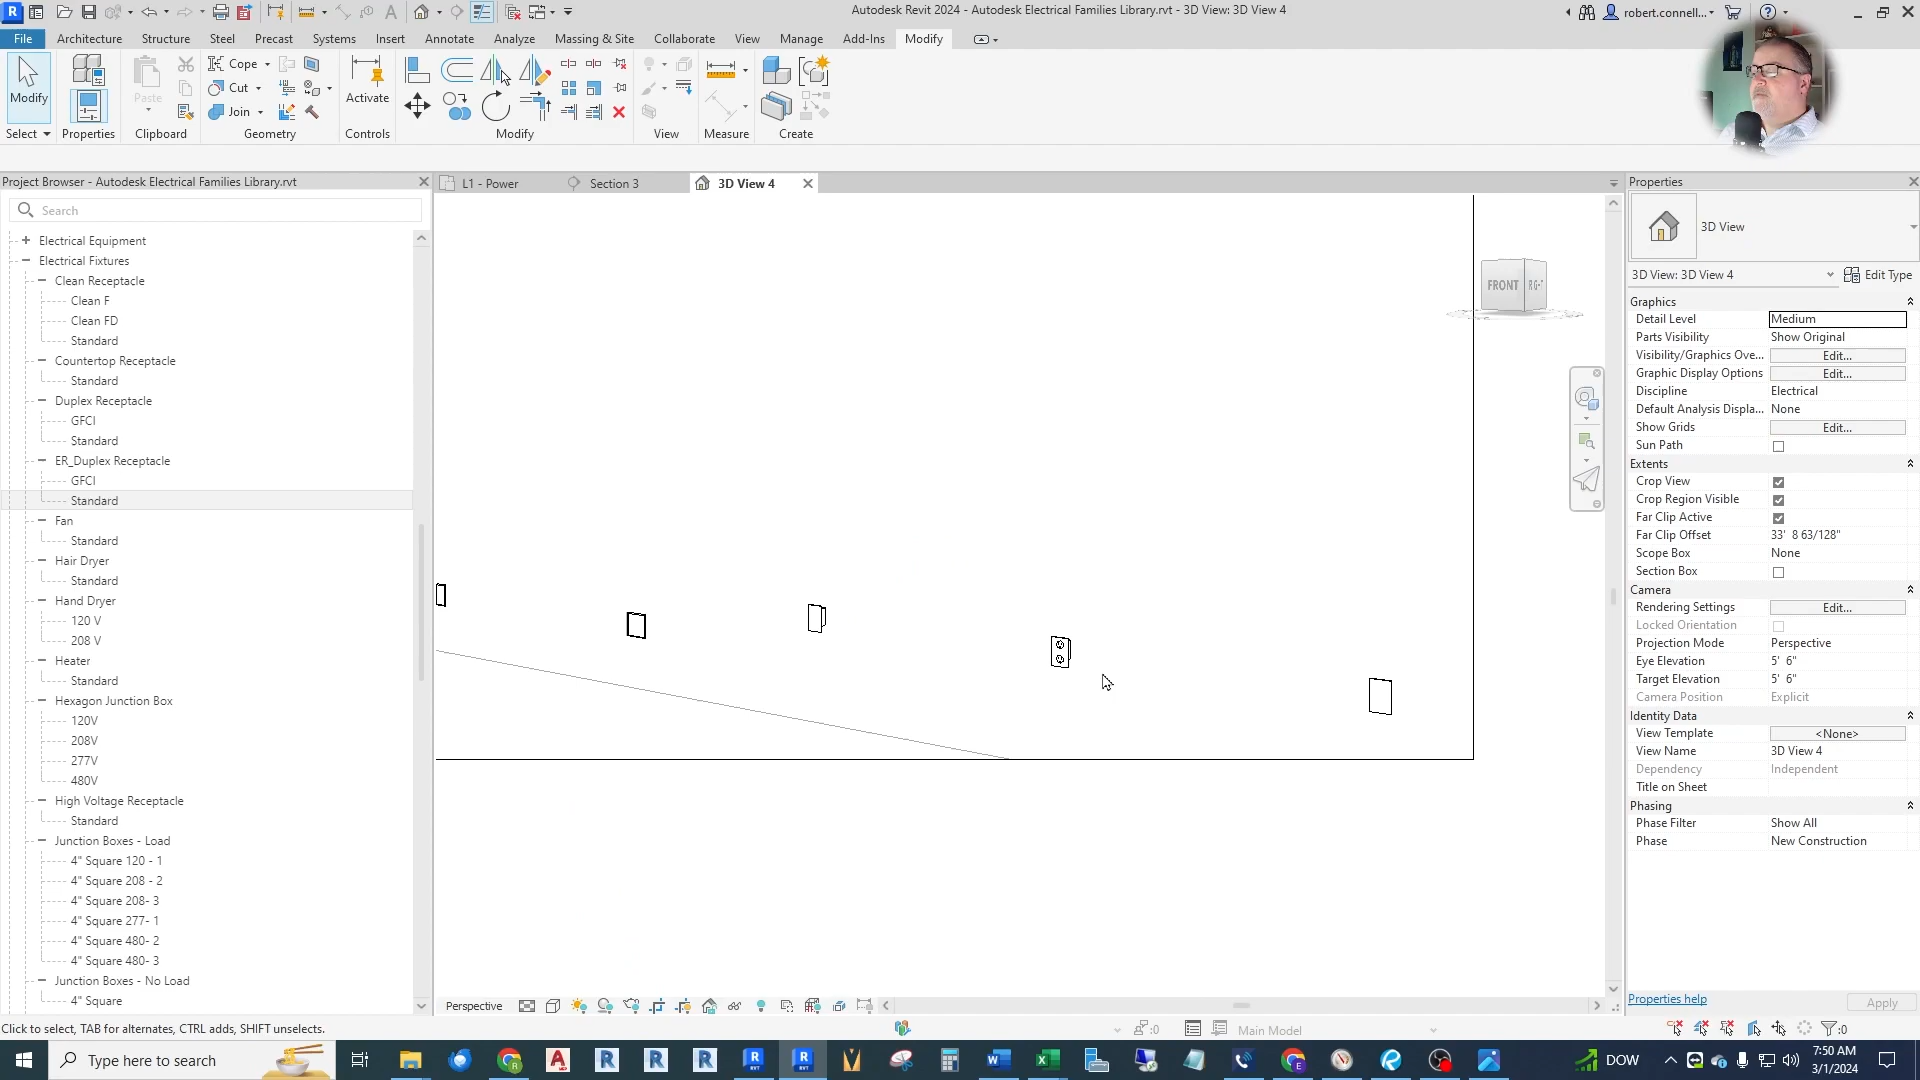 Autodesk Revit 2024 - Autodesk Electrical Families Library.rvt - 3D View: 3D View 4
robert.connell...
File
Architecture
Structure
Steel
Precast
Systems
Insert
Annotate
Analyze
Massing & Site
Collaborate
View
Manage
Add-Ins
Modify
Modify
Paste
Cope
Cut
Join
Activate
Select
Properties
Clipboard
Geometry
Controls
Modify
View
Measure
Create
Project Browser - Autodesk Electrical Families Library.rvt
Search
Electrical Equipment
Electrical Fixtures
Clean Receptacle
Clean F
Clean FD
Standard
Countertop Receptacle
Standard
Duplex Receptacle
GFCI
Standard
ER_Duplex Receptacle
GFCI
Standard
Fan
Standard
Hair Dryer
Standard
Hand Dryer
120 V
208 V
Heater
Standard
Hexagon Junction Box
120V
208V
277V
480V
High Voltage Receptacle
Standard
Junction Boxes - Load
4" Square 120 - 1
4" Square 208 - 2
4" Square 208- 3
4" Square 277- 1
4" Square 480- 2
4" Square 480- 3
Junction Boxes - No Load
4" Square
L1 - Power
Section 3
3D View 4
FRONT
Perspective
Properties
3D View
3D View: 3D View 4
Edit Type
Graphics
Detail Level Medium
Parts Visibility Show Original
Visibility/Graphics Ove... Edit...
Graphic Display Options Edit...
Discipline Electrical
Default Analysis Displa... None
Show Grids Edit...
Sun Path
Extents
Crop View
Crop Region Visible
Far Clip Active
Far Clip Offset 33' 8 63/128"
Scope Box None
Section Box
Camera
Rendering Settings Edit...
Locked Orientation
Projection Mode Perspective
Eye Elevation 5' 6"
Target Elevation 5' 6"
Camera Position Explicit
Identity Data
View Template <None>
View Name 3D View 4
Dependency Independent
Title on Sheet
Phasing
Phase Filter Show All
Phase New Construction
Properties help
Apply
Click to select, TAB for alternates, CTRL adds, SHIFT unselects.
:0
Main Model
:0
Type here to search
DOW
7:50 AM
3/1/2024